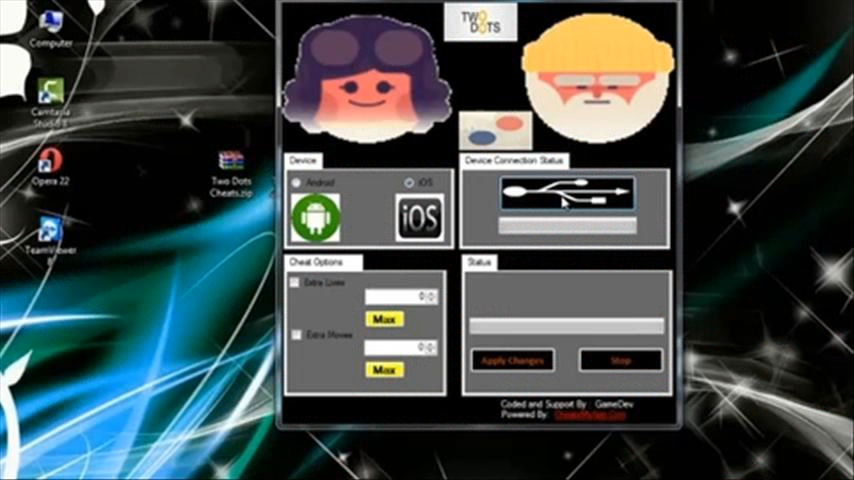 Computer
Camtasia
Studio 8
Opera 22
TeamViewer
Two Dots
Cheats.zip
TWO
DOTS
Device
Android
iOS
iOS
Device Connection Status
Cheat Options
Extra Lives
0
Max
Extra Moves
0
Max
Status
Apply Changes
Stop
Coded and Support By : GameDev
Powered By: